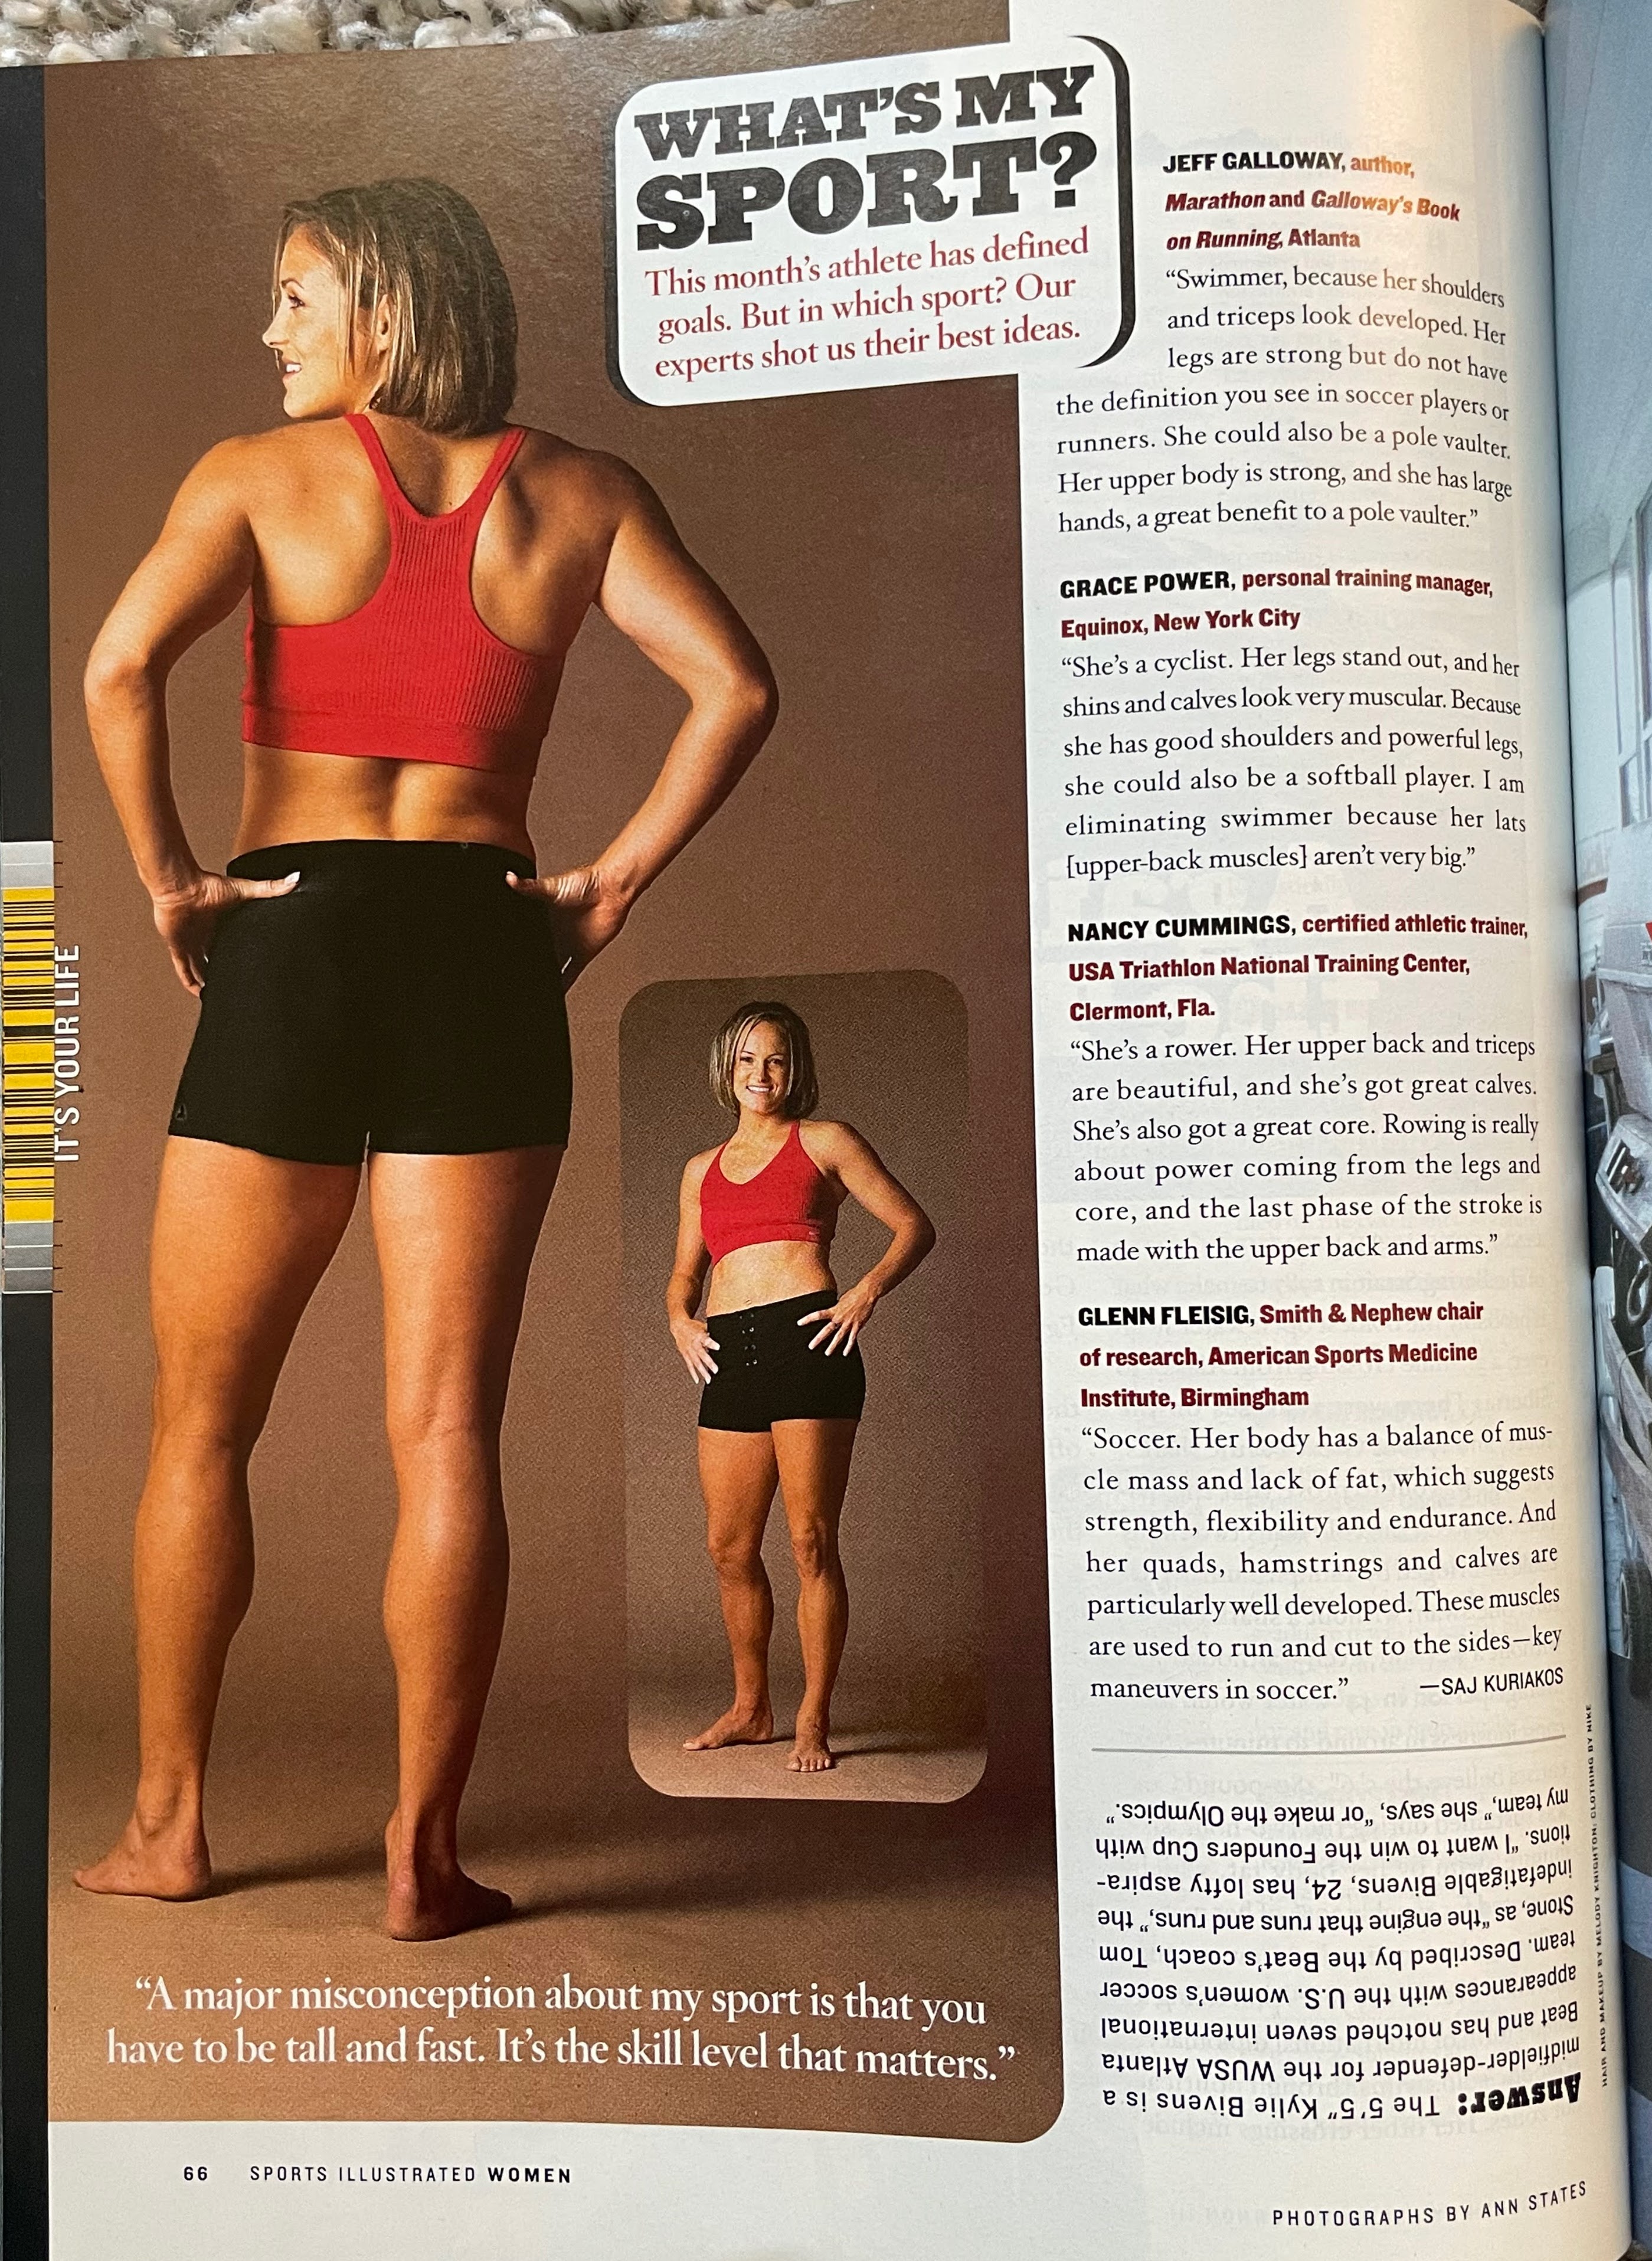 WHAT'S MY
SPORT?
This month's athlete has defined
goals. But in which sport? Our
experts shot us their best ideas.
JEFF GALLOWAY, author,
Marathon and Galloway's Book
on Running, Atlanta
“Swimmer, because her shoulders
and triceps look developed. Her
legs are strong but do not have
the definition you see in soccer players or
runners. She could also be a pole vaulter.
Her upper body is strong, and she has large
hands, a great benefit to a pole vaulter.”
GRACE POWER, personal training manager,
Equinox, New York City
“She's a cyclist. Her legs stand out, and her
shins and calves look very muscular. Because
she has good shoulders and powerful legs,
she could also be a softball player. I am
eliminating swimmer because her lats
[upper-back muscles] aren't very big.”
NANCY CUMMINGS, certified athletic trainer,
USA Triathlon National Training Center,
Clermont, Fla.
“She's a rower. Her upper back and triceps
are beautiful, and she's got great calves.
She's also got a great core. Rowing is really
about power coming from the legs and
core, and the last phase of the stroke is
made with the upper back and arms.”
GLENN FLEISIG, Smith & Nephew chair
of research, American Sports Medicine
Institute, Birmingham
“Soccer. Her body has a balance of mus-
cle mass and lack of fat, which suggests
strength, flexibility and endurance. And
her quads, hamstrings and calves are
particularly well developed. These muscles
are used to run and cut to the sides—key
maneuvers in soccer.” —SAJ KURIAKOS
Answer: The 5'5" Kylie Bivens is a
midfielder-defender for the WUSA Atlanta
Beat and has notched seven international
appearances with the U.S. women's soccer
team. Described by the Beat's coach, Tom
Stone, as “the engine that runs and runs,” the
indefatigable Bivens, 24, has lofty aspira-
tions. “I want to win the Founders Cup with
my team,” she says, “or make the Olympics.”
HAIR AND MAKEUP BY MELODY KNIGHTON; CLOTHING BY NIKE
IT'S YOUR LIFE
“A major misconception about my sport is that you
have to be tall and fast. It's the skill level that matters.”
66 SPORTS ILLUSTRATED WOMEN
PHOTOGRAPHS BY ANN STATES